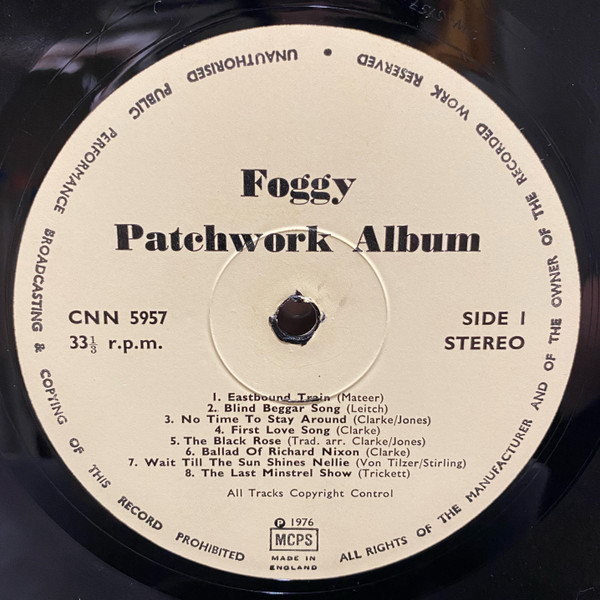 Foggy
Patchwork Album
CNN 5957
33⅓ r.p.m.
SIDE 1
STEREO
1. Eastbound Train (Mateer)
2. Blind Beggar Song (Leitch)
3. No Time To Stay Around (Clarke/Jones)
4. First Love Song (Clarke)
5. The Black Rose (Trad. arr. Clarke/Jones)
6. Ballad Of Richard Nixon (Clarke)
7. Wait Till The Sun Shines Nellie (Von Tilzer/Stirling)
8. The Last Minstrel Show (Trickett)
All Tracks Copyright Control
℗ 1976
MCPS
MADE IN
ENGLAND
ALL RIGHTS OF THE MANUFACTURER AND OF THE OWNER OF THE RECORDED WORK RESERVED • UNAUTHORISED PUBLIC PERFORMANCE BROADCASTING & COPYING OF THIS RECORD PROHIBITED